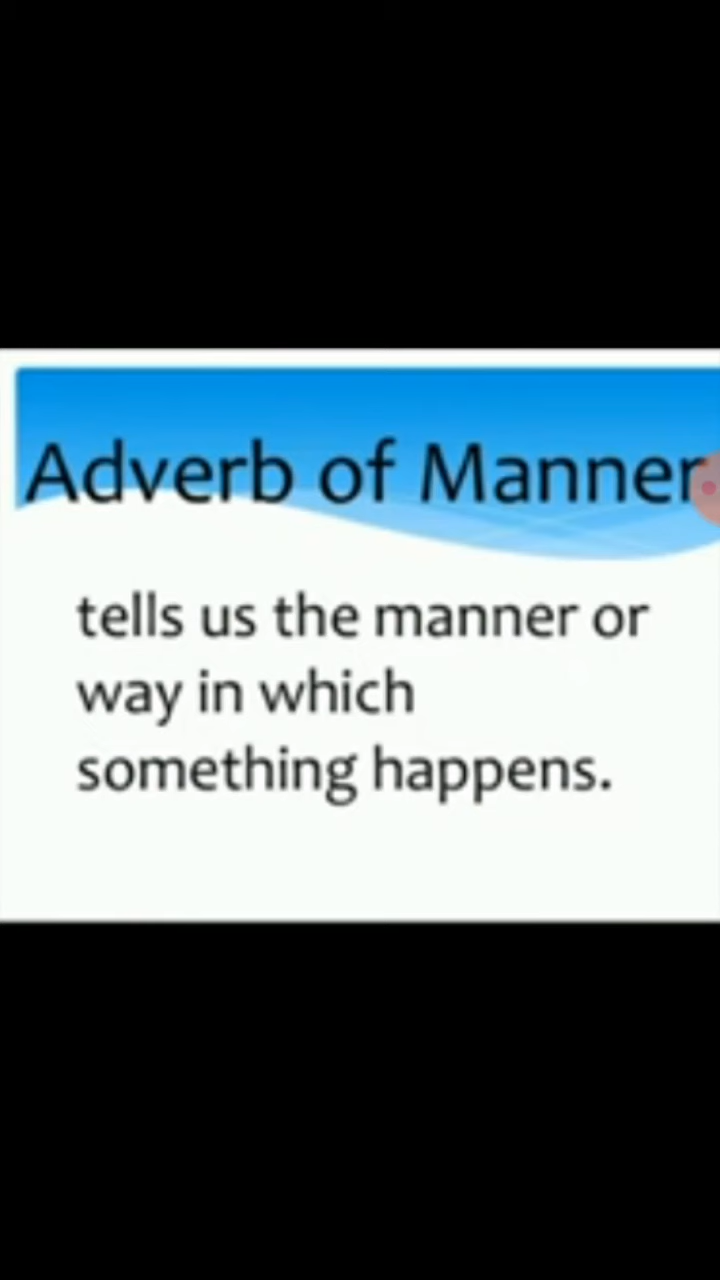 Adverb of Manner
tells us the manner or
way in which
something happens.